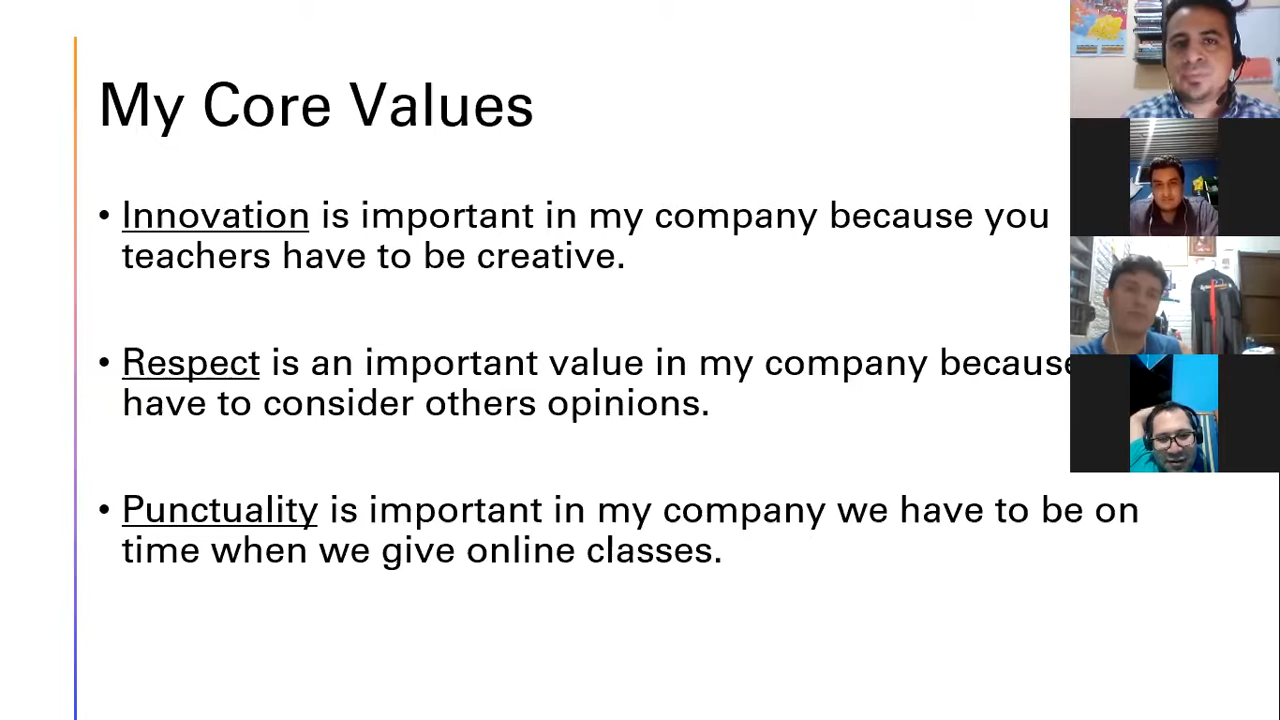 My Core Values
• Innovation is important in my company because you
teachers have to be creative.
• Respect is an important value in my company because
have to consider others opinions.
• Punctuality is important in my company we have to be on
time when we give online classes.